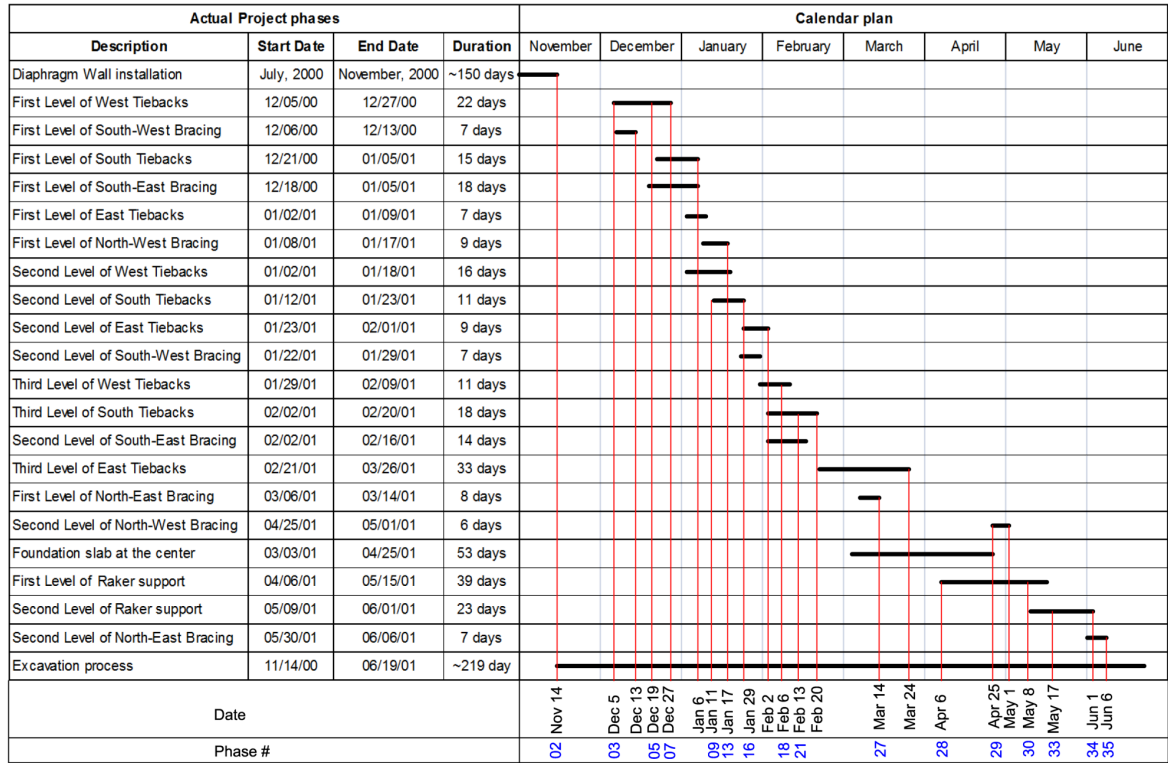 Actual Project phases Calendar plan
Description Start Date End Date Duration November December January February March April May June
Diaphragm Wall installation July, 2000 November, 2000 ~150 days
First Level of West Tiebacks 12/05/00 12/27/00 22 days
First Level of South-West Bracing 12/06/00 12/13/00 7 days
First Level of South Tiebacks 12/21/00 01/05/01 15 days
First Level of South-East Bracing 12/18/00 01/05/01 18 days
First Level of East Tiebacks 01/02/01 01/09/01 7 days
First Level of North-West Bracing 01/08/01 01/17/01 9 days
Second Level of West Tiebacks 01/02/01 01/18/01 16 days
Second Level of South Tiebacks 01/12/01 01/23/01 11 days
Second Level of East Tiebacks 01/23/01 02/01/01 9 days
Second Level of South-West Bracing 01/22/01 01/29/01 7 days
Third Level of West Tiebacks 01/29/01 02/09/01 11 days
Third Level of South Tiebacks 02/02/01 02/20/01 18 days
Second Level of South-East Bracing 02/02/01 02/16/01 14 days
Third Level of East Tiebacks 02/21/01 03/26/01 33 days
First Level of North-East Bracing 03/06/01 03/14/01 8 days
Second Level of North-West Bracing 04/25/01 05/01/01 6 days
Foundation slab at the center 03/03/01 04/25/01 53 days
First Level of Raker support 04/06/01 05/15/01 39 days
Second Level of Raker support 05/09/01 06/01/01 23 days
Second Level of North-East Bracing 05/30/01 06/06/01 7 days
Excavation process 11/14/00 06/19/01 ~219 day
Date Nov 14 Dec 5 Dec 13 Dec 19 Dec 27 Jan 6 Jan 11 Jan 17 Jan 29 Feb 2 Feb 6 Feb 13 Feb 20 Mar 14 Mar 24 Apr 6 Apr 25 May 1 May 8 May 17 Jun 1 Jun 6
Phase # 02 03 05 07 09 13 16 18 21 27 28 29 30 33 34 35